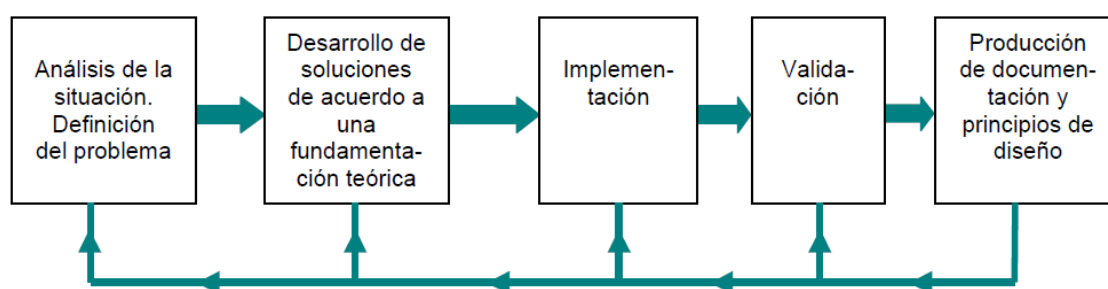 Análisis de la
situación.
Definición
del problema
Desarrollo de
soluciones
de acuerdo a
una
fundamenta-
ción teórica
Implemen-
tación
Valida-
ción
Producción
de documen-
tación y
principios de
diseño